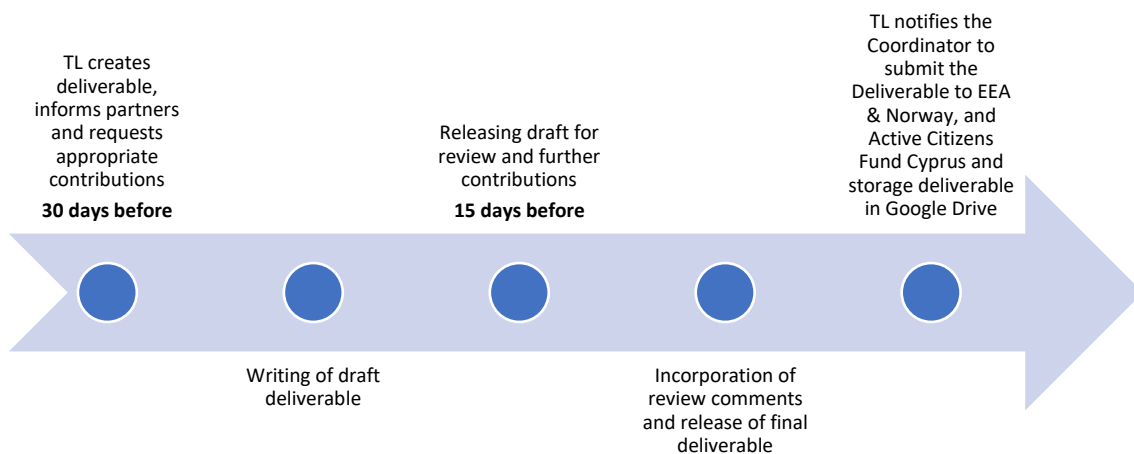 TL creates
deliverable,
informs partners
and requests
appropriate
contributions
30 days before
Writing of draft
deliverable
Releasing draft for
review and further
contributions
15 days before
Incorporation of
review comments
and release of final
deliverable
TL notifies the
Coordinator to
submit the
Deliverable to EEA
& Norway, and
Active Citizens
Fund Cyprus and
storage deliverable
in Google Drive